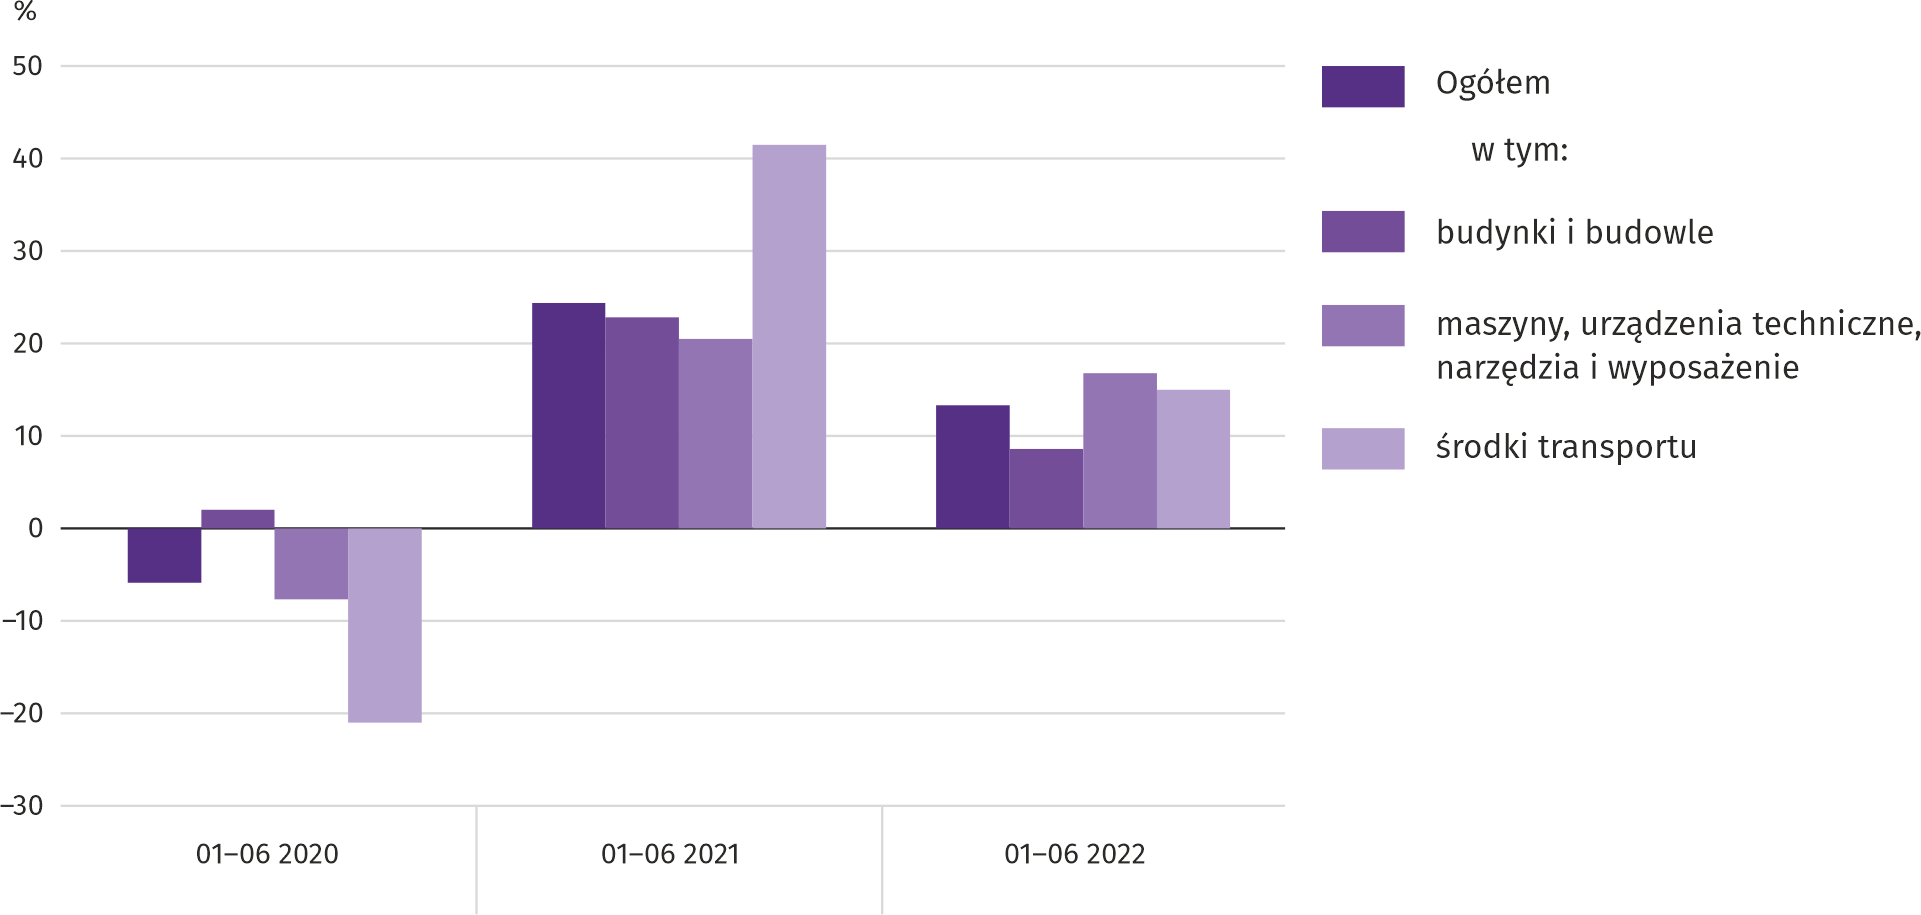 %
50
40
30
20
10
0
–10
–20
–30
01–06 2020
01–06 2021
01–06 2022
Ogółem
w tym:
budynki i budowle
maszyny, urządzenia techniczne,
narzędzia i wyposażenie
środki transportu